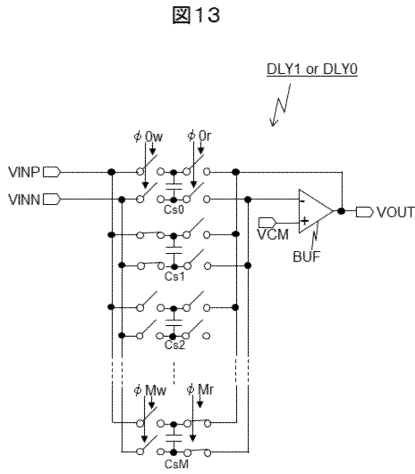 図13
DLY1 or DLY0
φ0w φ0r
VINP
VINN
Cs0
VOUT
VCM
BUF
Cs1
Cs2
φMw φMr
CsM